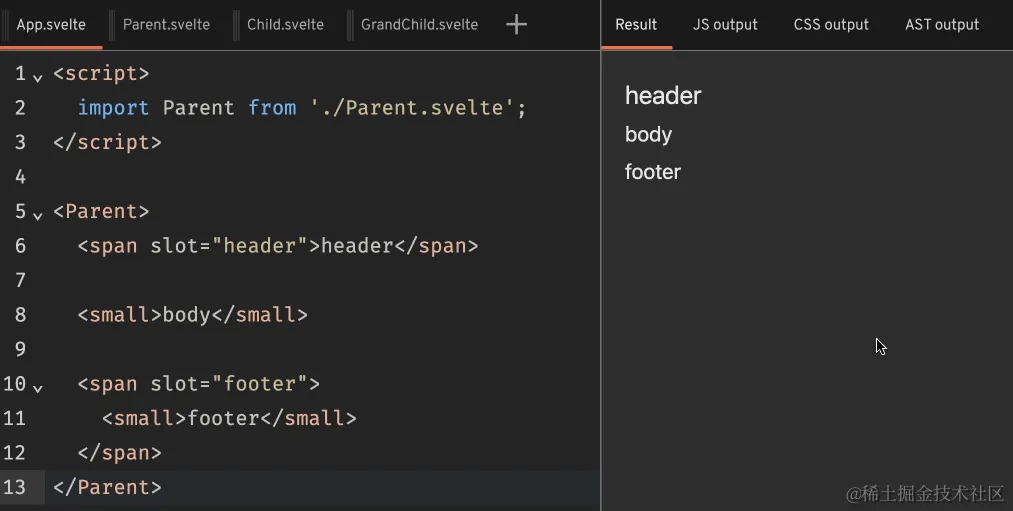 App.svelte Parent.svelte Child.svelte GrandChild.svelte +
1 <script>
2   import Parent from './Parent.svelte';
3 </script>
4
5 <Parent>
6   <span slot="header">header</span>
7
8   <small>body</small>
9
10   <span slot="footer">
11     <small>footer</small>
12   </span>
13 </Parent>
Result JS output CSS output AST output
header
body
footer
@稀土掘金技术社区